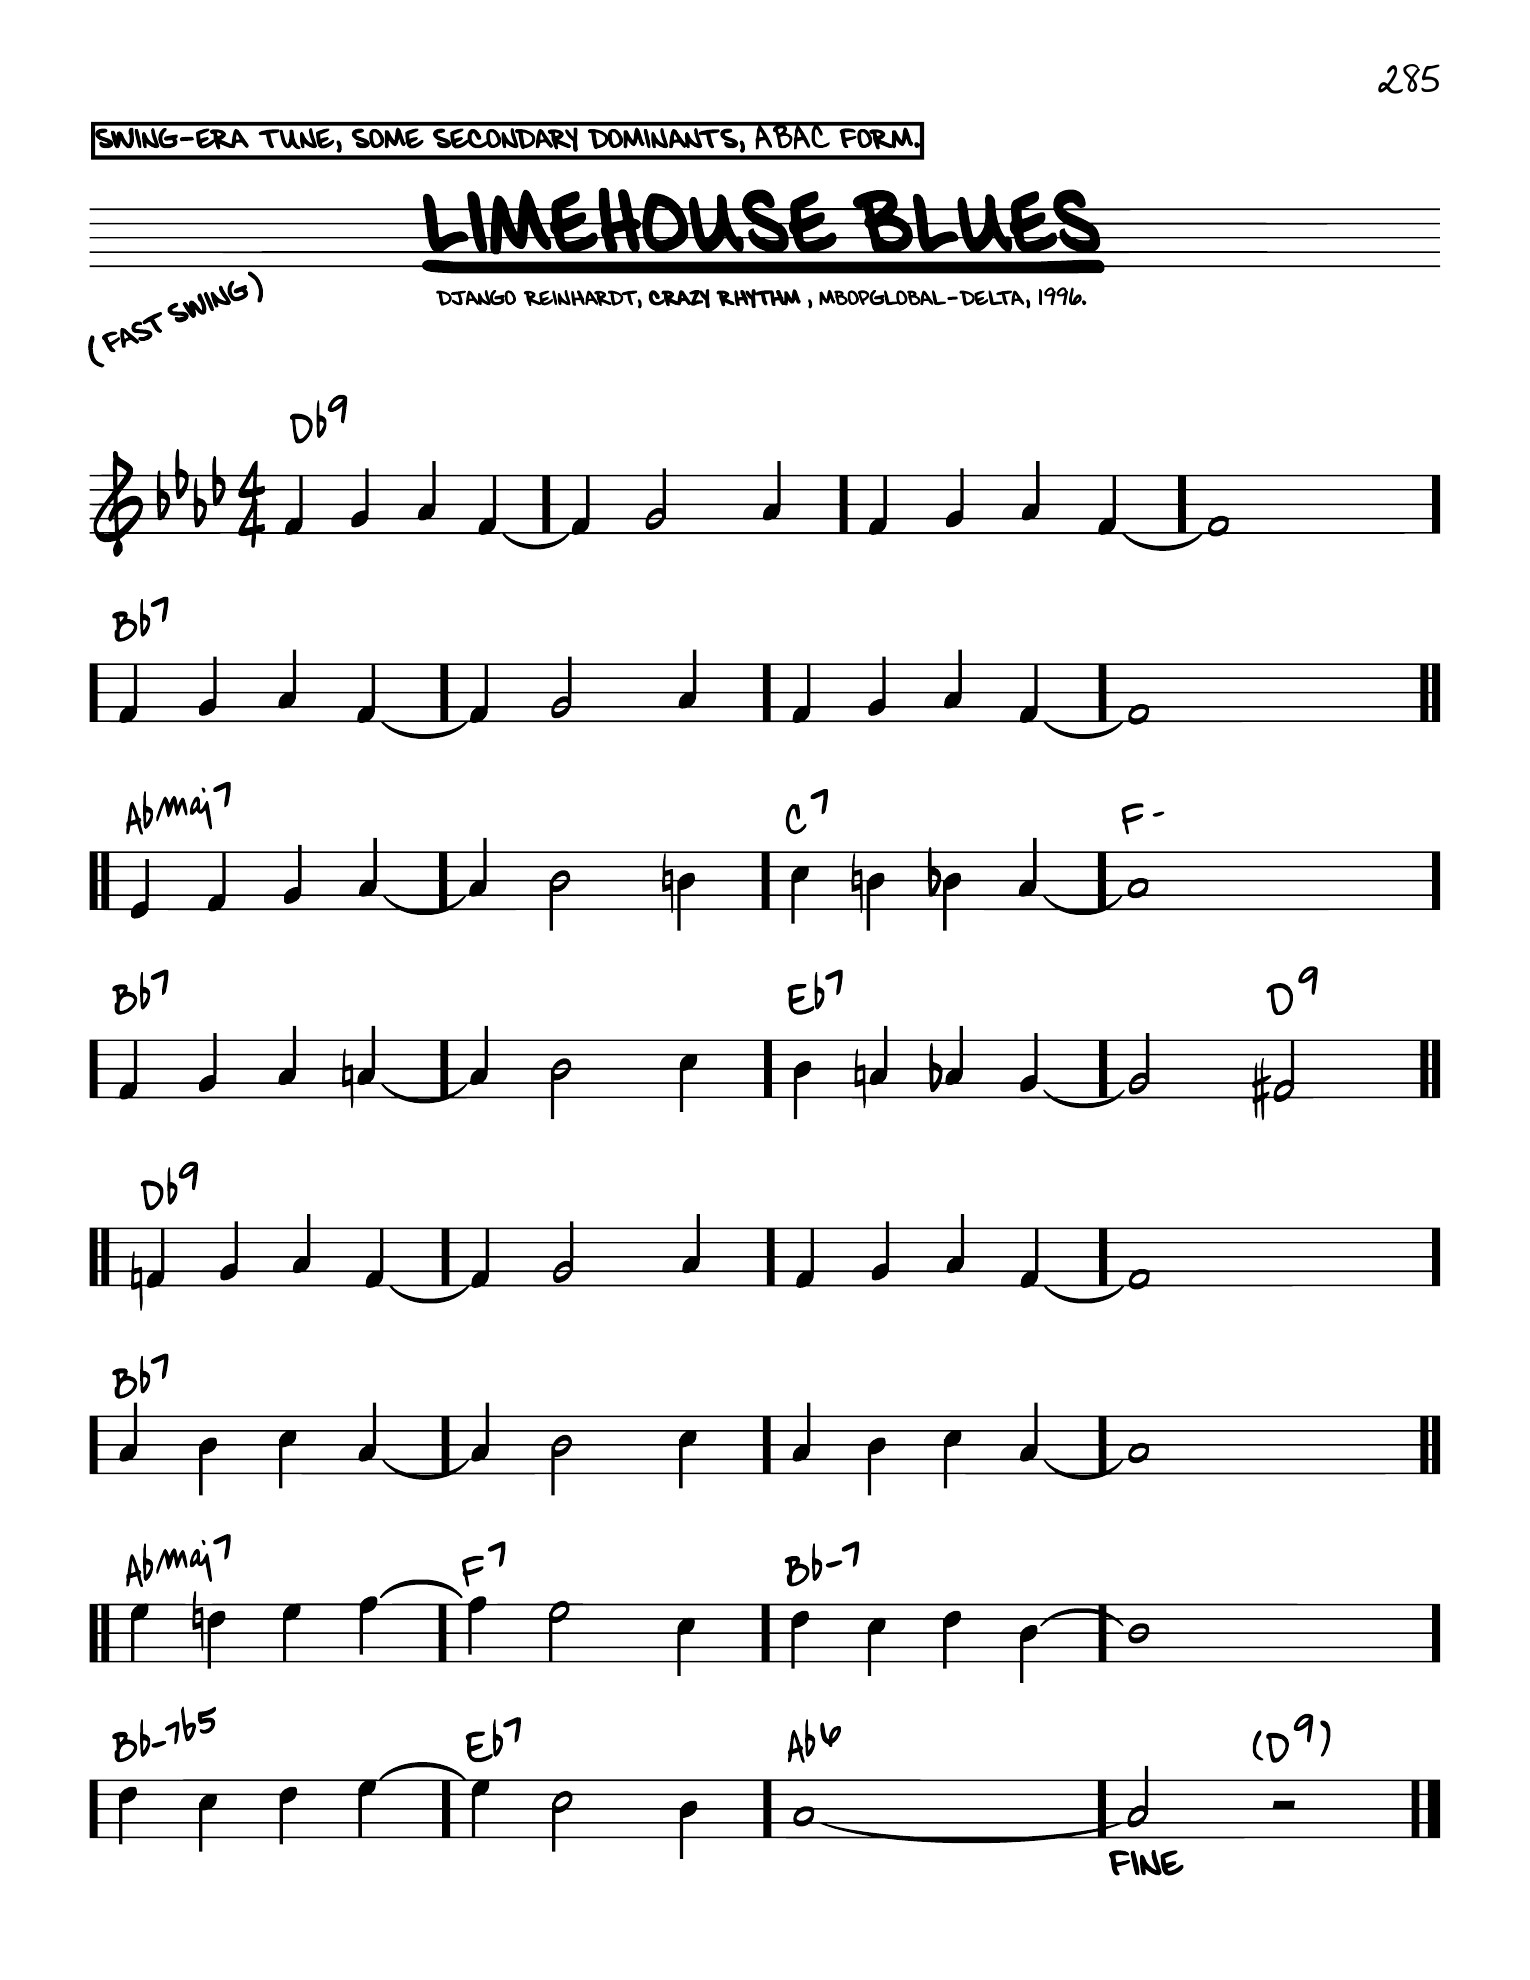 285
SWING-ERA TUNE, SOME SECONDARY DOMINANTS, ABAC FORM.
LIMEHOUSE BLUES
DJANGO REINHARDT, CRAZY RHYTHM, MBOPGLOBAL-DELTA, 1996.
(FAST SWING)
Db9
4/4
Bb7
Abmaj7 C7 F-
Bb7 Eb7 D9
Db9
Bb7
Abmaj7 F7 Bb-7
Bb-7b5 Eb7 Ab6 (D9)
FINE